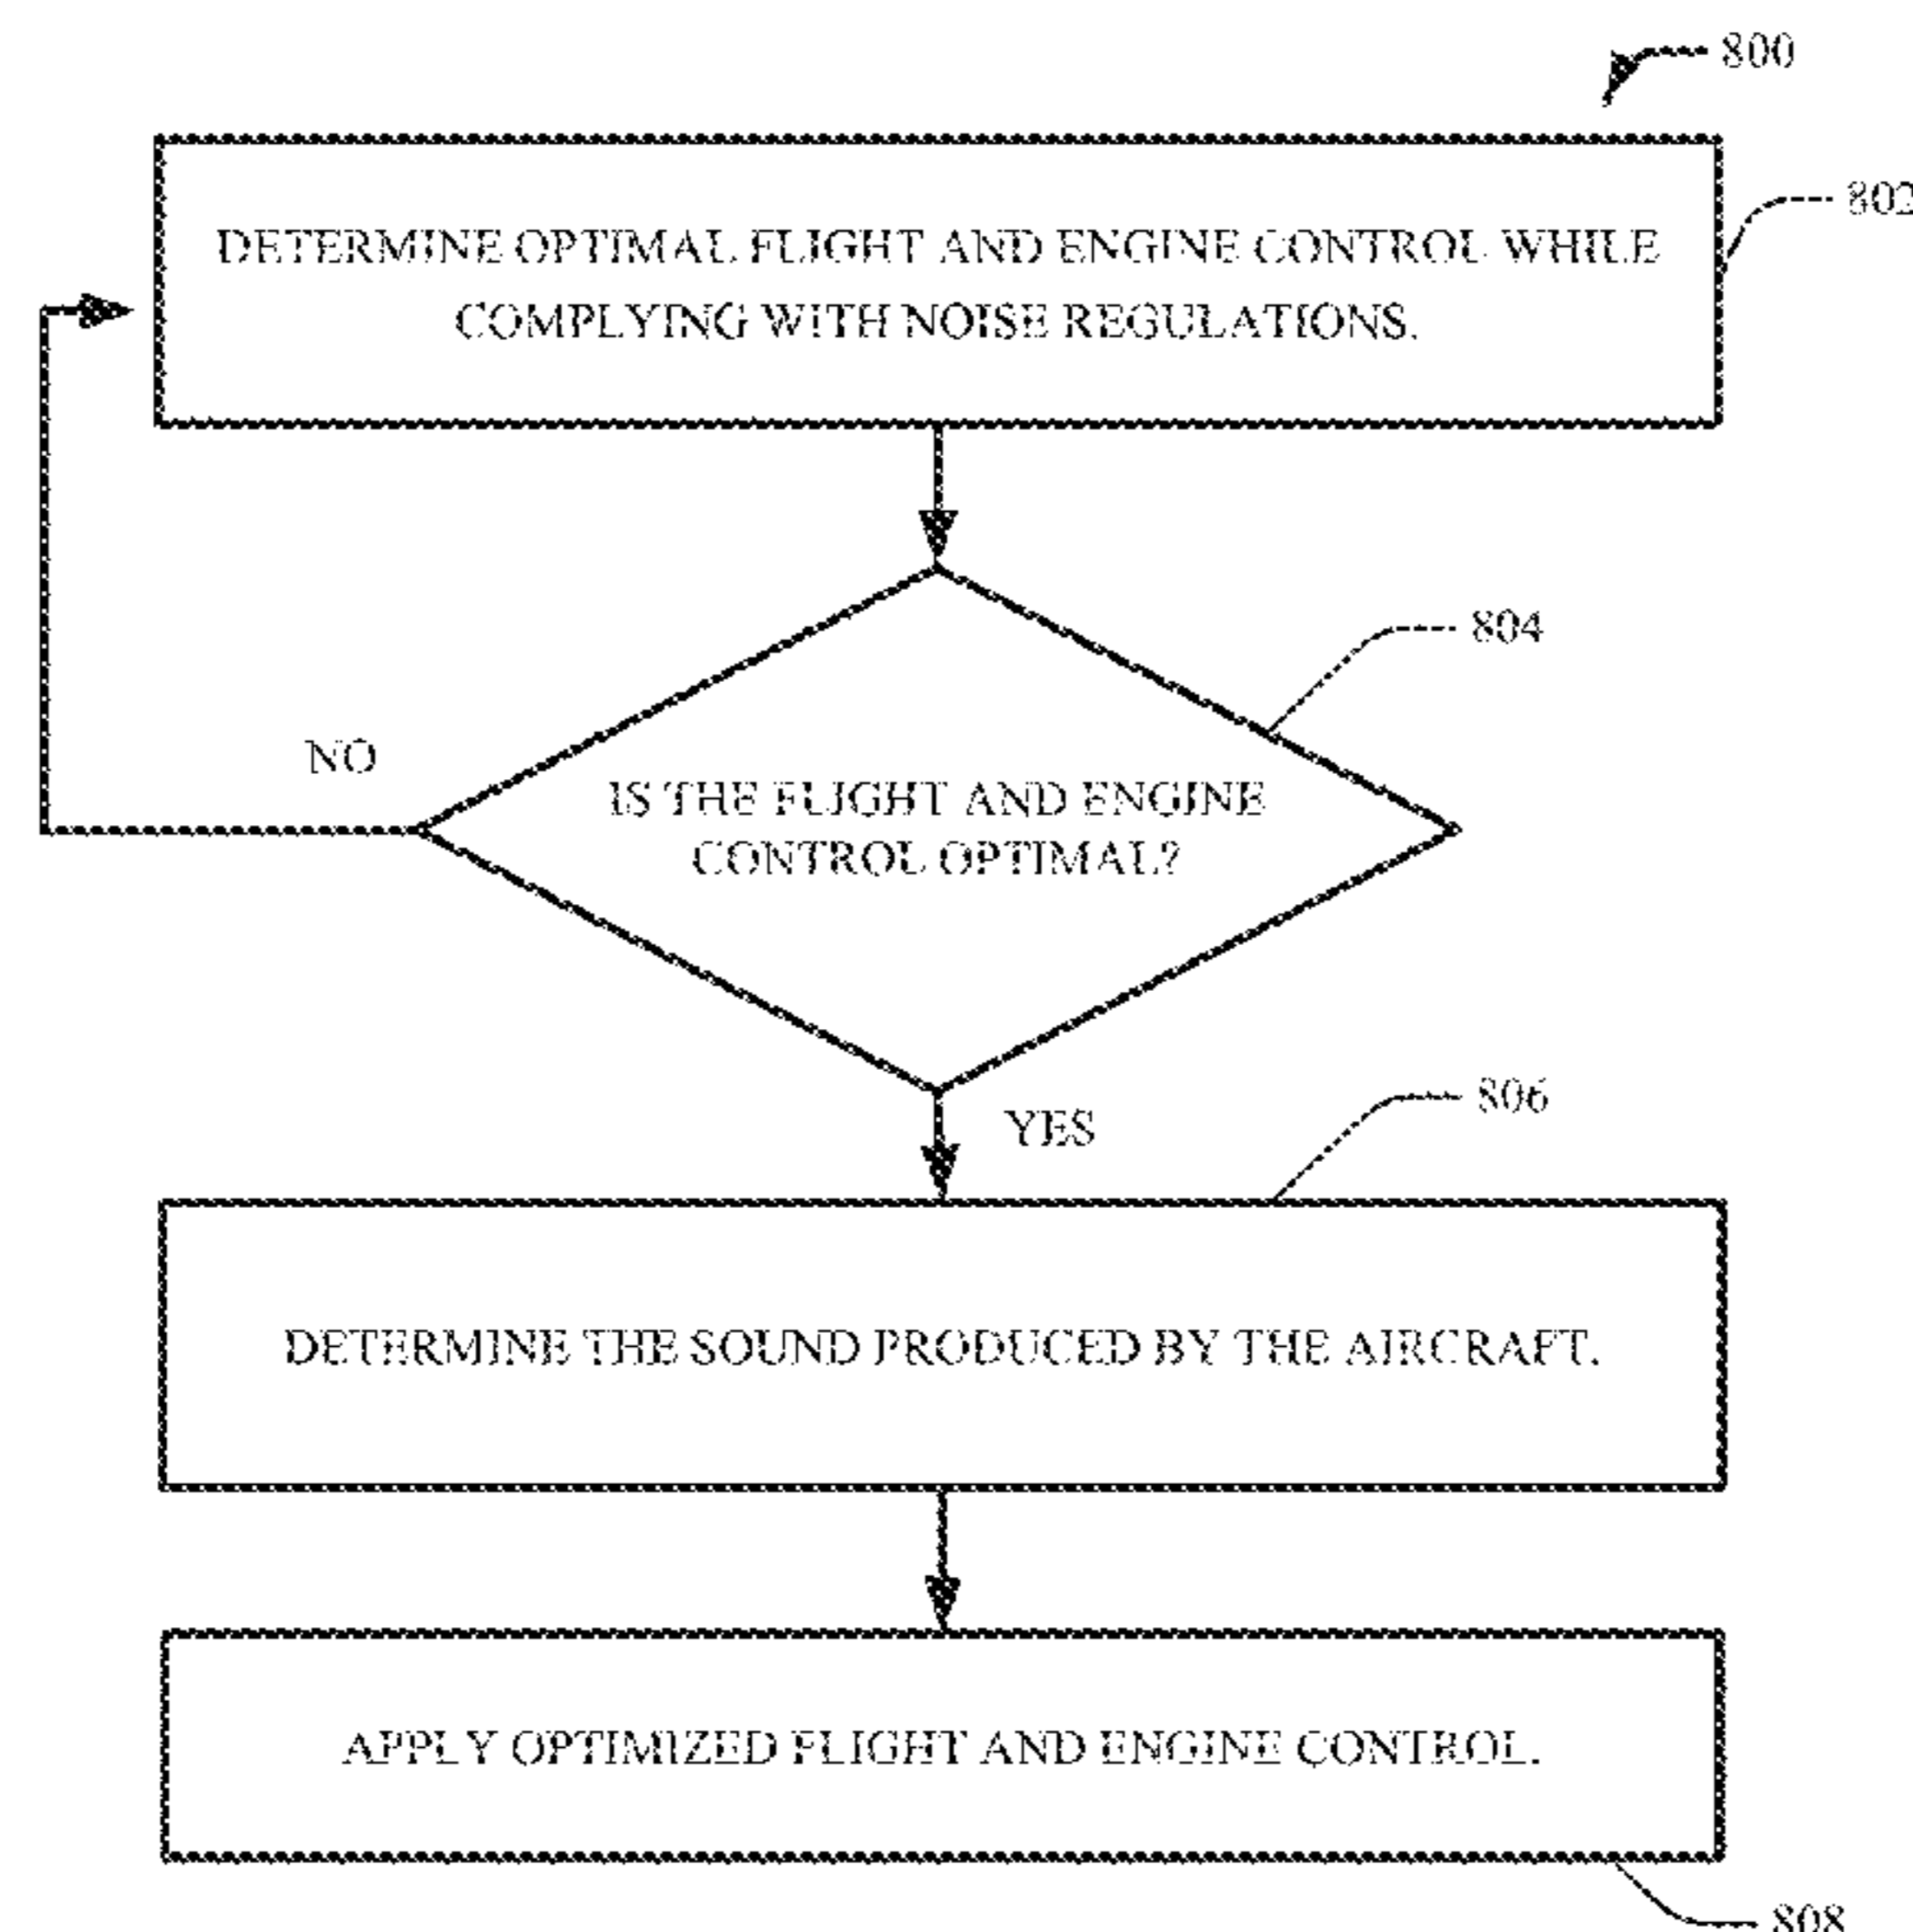 800
802
DETERMINE OPTIMAL FLIGHT AND ENGINE CONTROL WHILE
COMPLYING WITH NOISE REGULATIONS.
804
NO
IS THE FLIGHT AND ENGINE
CONTROL OPTIMAL?
YES
806
DETERMINE THE SOUND PRODUCED BY THE AIRCRAFT.
APPLY OPTIMIZED FLIGHT AND ENGINE CONTROL.
808